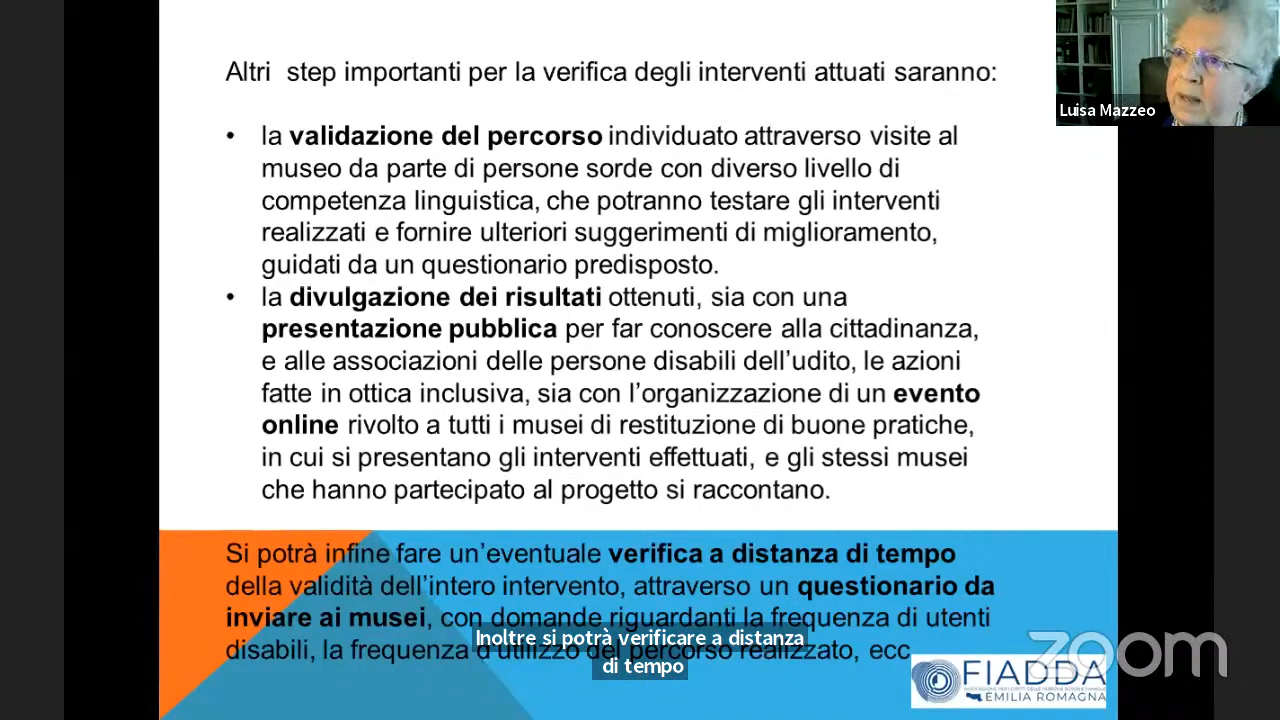 Altri step importanti per la verifica degli interventi attuati saranno:
• la validazione del percorso individuato attraverso visite al
museo da parte di persone sorde con diverso livello di
competenza linguistica, che potranno testare gli interventi
realizzati e fornire ulteriori suggerimenti di miglioramento,
guidati da un questionario predisposto.
• la divulgazione dei risultati ottenuti, sia con una
presentazione pubblica per far conoscere alla cittadinanza,
e alle associazioni delle persone disabili dell’udito, le azioni
fatte in ottica inclusiva, sia con l’organizzazione di un evento
online rivolto a tutti i musei di restituzione di buone pratiche,
in cui si presentano gli interventi effettuati, e gli stessi musei
che hanno partecipato al progetto si raccontano.
Si potrà infine fare un’eventuale verifica a distanza di tempo
della validità dell’intero intervento, attraverso un questionario da
inviare ai musei, con domande riguardanti la frequenza di utenti
disabili, la frequenza d’utilizzo del percorso realizzato, ecc
Inoltre si potrà verificare a distanza
di tempo
Luisa Mazzeo
zoom
FIADDA
EMILIA ROMAGNA